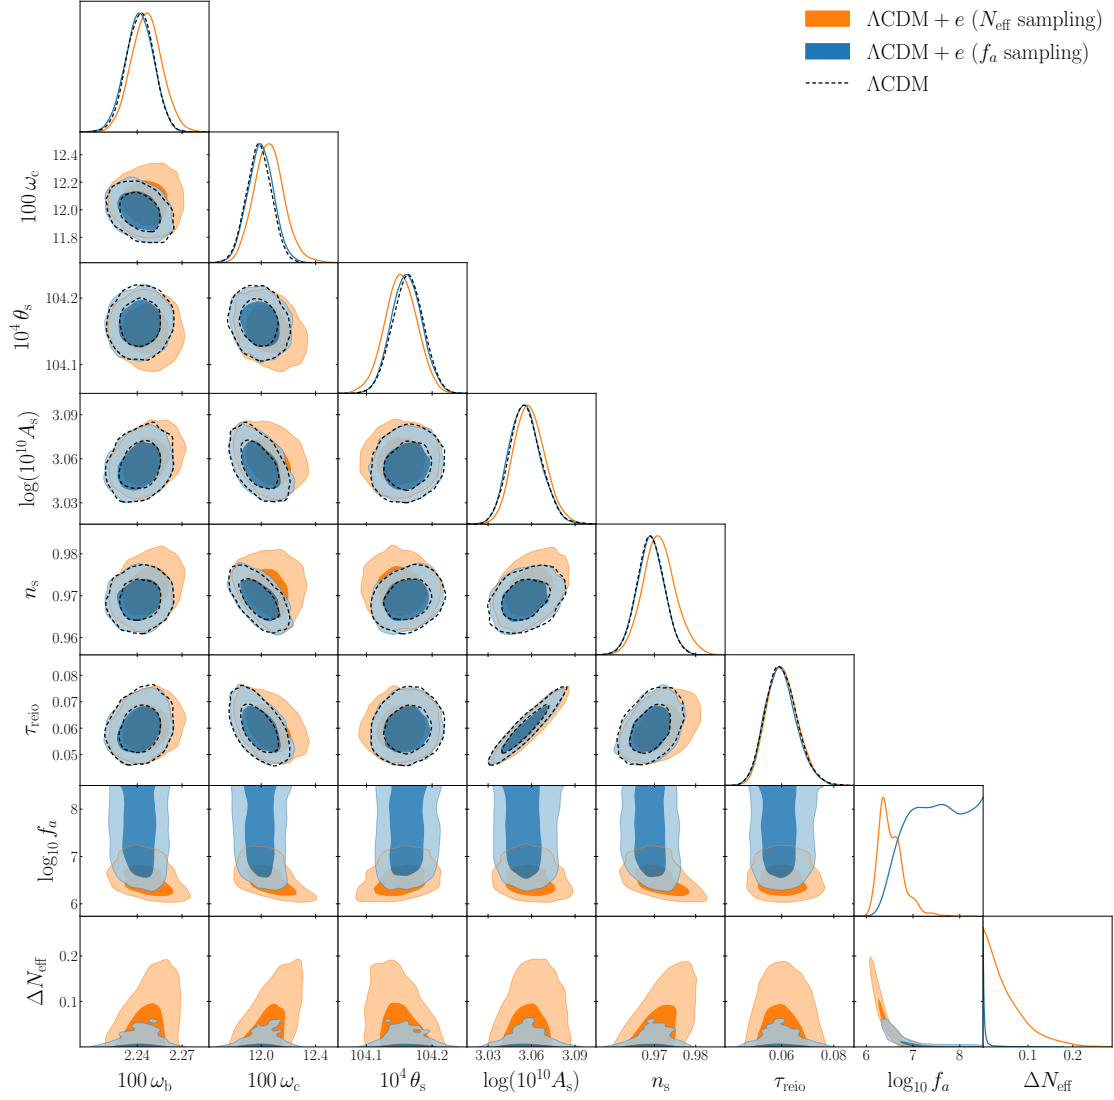 ΛCDM + e (N_eff sampling)
ΛCDM + e (f_a sampling)
ΛCDM
12.4
12.2
12.0
11.8
100 ω_c
104.2
104.1
10^4 θ_s
3.09
3.06
3.03
log(10^10 A_s)
0.98
0.97
0.96
n_s
0.08
0.07
0.06
0.05
τ_reio
8
7
6
log_10 f_a
0.2
0.1
ΔN_eff
2.24 2.27 12.0 12.4 104.1 104.2 3.03 3.06 3.09 0.97 0.98 0.06 0.08 6 7 8 0.1 0.2
100 ω_b 100 ω_c 10^4 θ_s log(10^10 A_s) n_s τ_reio log_10 f_a ΔN_eff